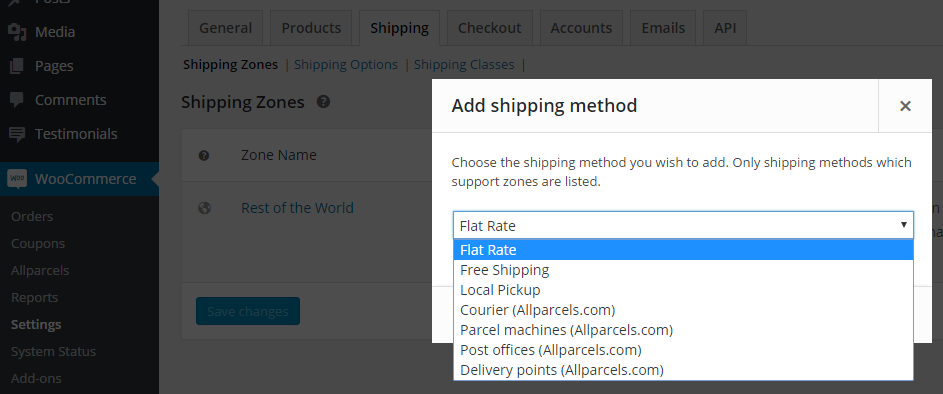 Posts
Media
Pages
Comments
Testimonials
WooCommerce
Orders
Coupons
Allparcels
Reports
Settings
System Status
Add-ons
General Products Shipping Checkout Accounts Emails API
Shipping Zones | Shipping Options | Shipping Classes |
Shipping Zones ?
? Zone Name
Rest of the World
Save changes
Add shipping method ×
Choose the shipping method you wish to add. Only shipping methods which
support zones are listed.
Flat Rate
Flat Rate
Free Shipping
Local Pickup
Courier (Allparcels.com)
Parcel machines (Allparcels.com)
Post offices (Allparcels.com)
Delivery points (Allparcels.com)